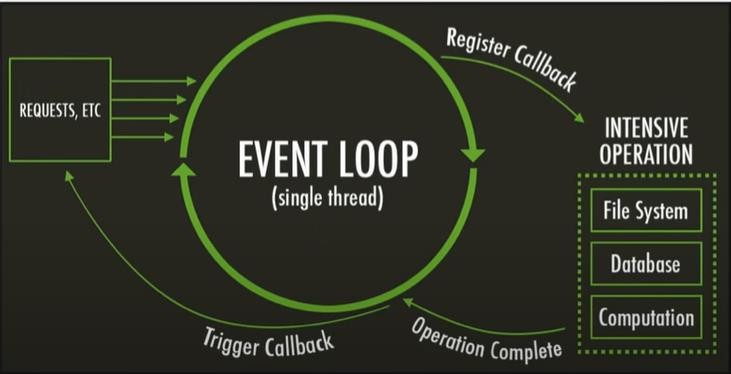 REQUESTS, ETC
EVENT LOOP
(single thread)
Register Callback
INTENSIVE
OPERATION
File System
Database
Computation
Operation Complete
Trigger Callback